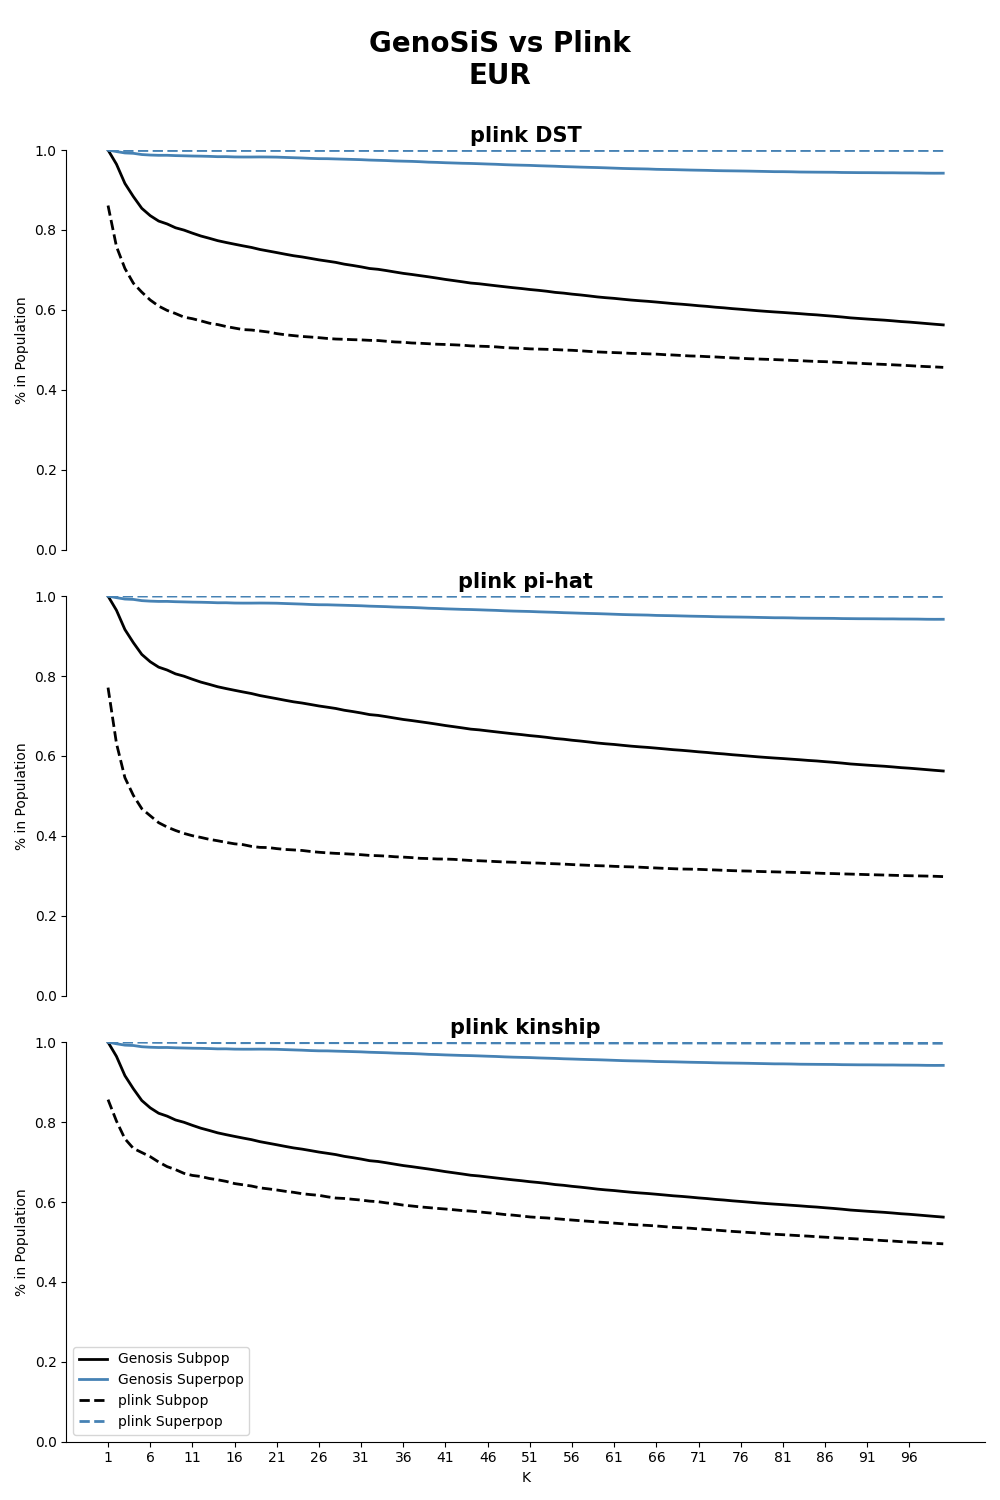 GenoSiS vs Plink
EUR
plink DST
1.0
0.8
0.6
0.4
0.2
0.0
% in Population
plink pi-hat
1.0
0.8
0.6
0.4
0.2
0.0
% in Population
plink kinship
1.0
0.8
0.6
0.4
0.2
0.0
% in Population
Genosis Subpop
Genosis Superpop
plink Subpop
plink Superpop
1 6 11 16 21 26 31 36 41 46 51 56 61 66 71 76 81 86 91 96
K